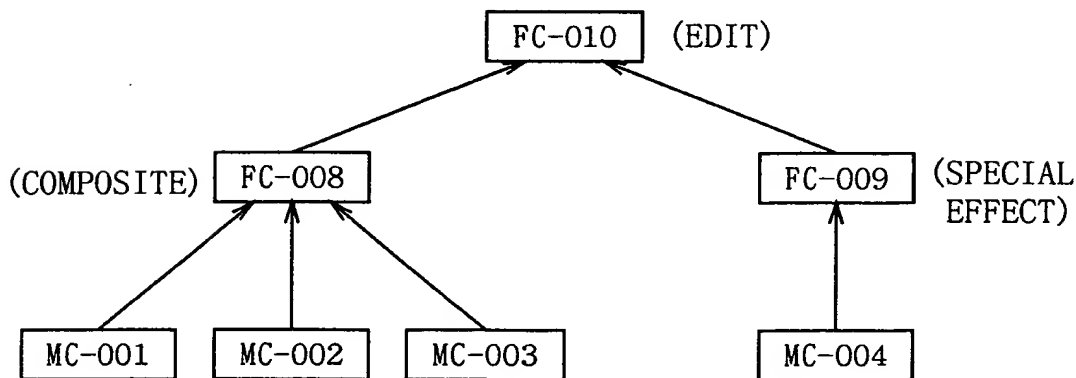 FC-010 (EDIT)
(COMPOSITE) FC-008
FC-009 (SPECIAL
EFFECT)
MC-001 MC-002 MC-003 MC-004